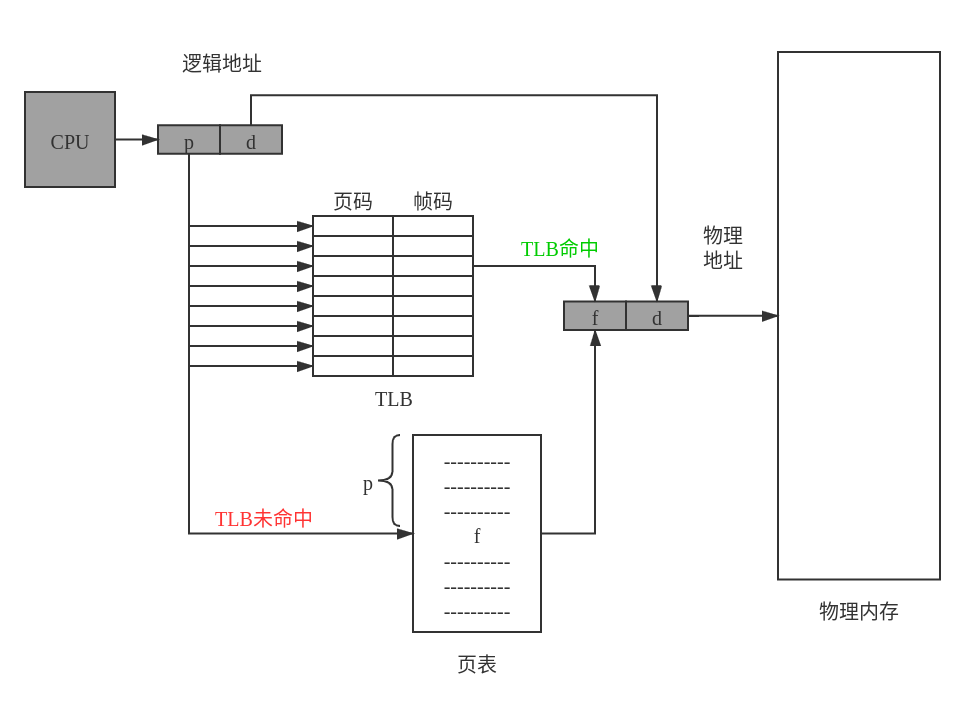 逻辑地址
CPU
p
d
页码
帧码
TLB命中
物理
地址
f
d
TLB
p
----------
----------
----------
f
----------
----------
----------
TLB未命中
物理内存
页表